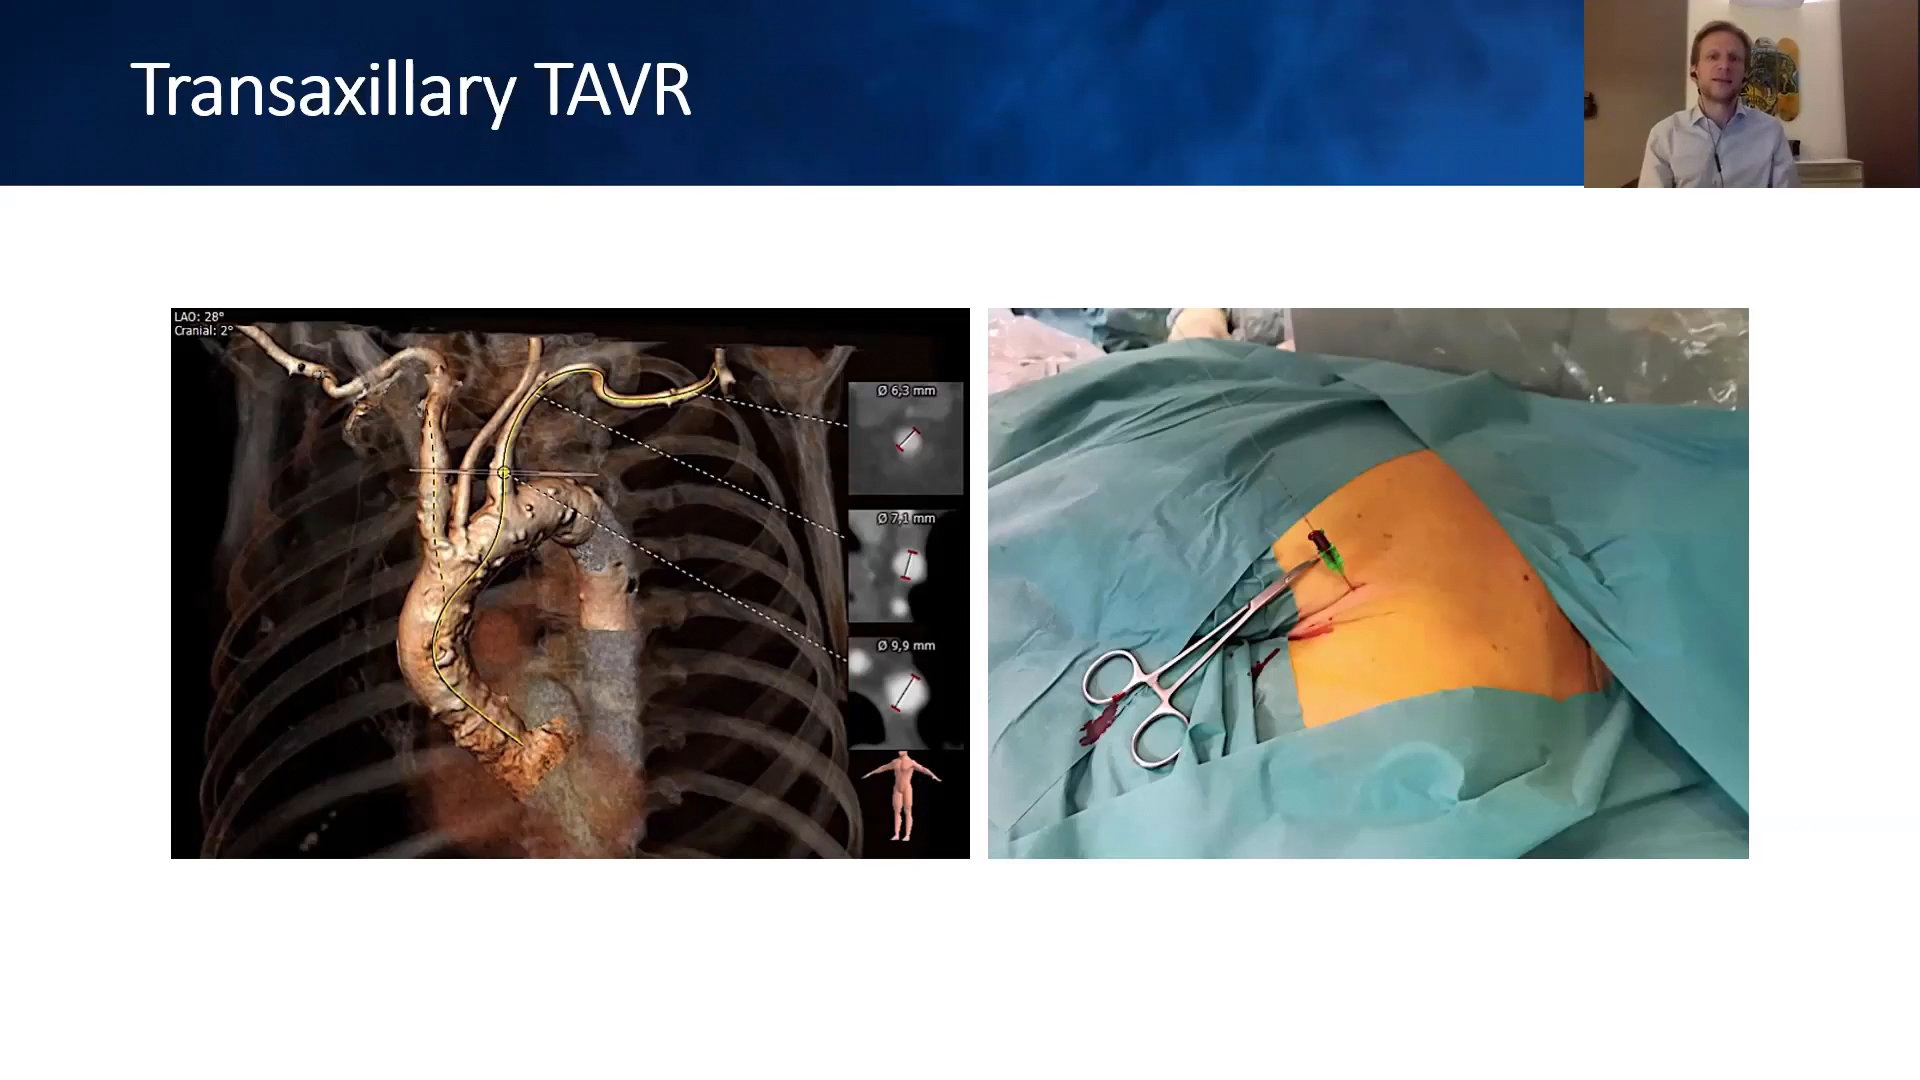 Transaxillary TAVR
LAO: 28°
Cranial: 2°
Ø 6,3 mm
Ø 7,1 mm
Ø 9,9 mm